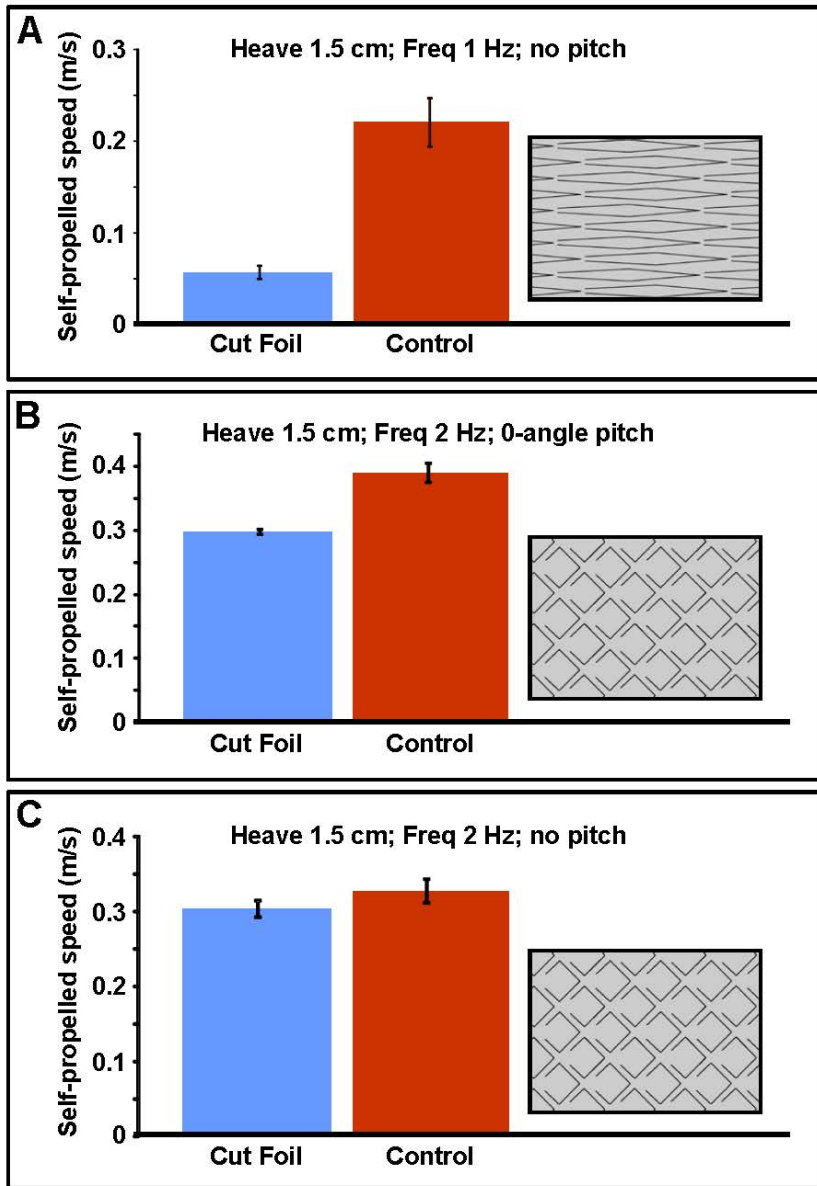 A
Heave 1.5 cm; Freq 1 Hz; no pitch
Self-propelled speed (m/s)
0.3
0.2
0.1
0
Cut Foil
Control
B
Heave 1.5 cm; Freq 2 Hz; 0-angle pitch
Self-propelled speed (m/s)
0.4
0.3
0.2
0.1
0
Cut Foil
Control
C
Heave 1.5 cm; Freq 2 Hz; no pitch
Self-propelled speed (m/s)
0.4
0.3
0.2
0.1
0
Cut Foil
Control